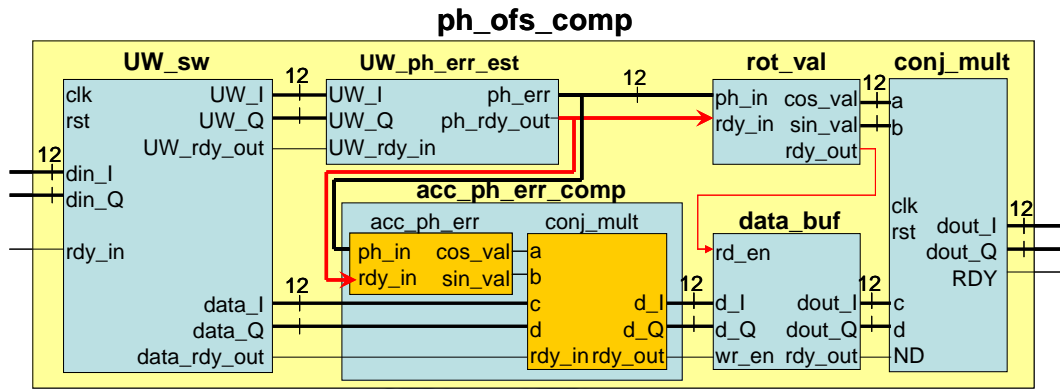 ph_ofs_comp
UW_sw
UW_ph_err_est
rot_val
conj_mult
12
12
12
clk
rst
UW_I
UW_Q
UW_rdy_out
UW_I
UW_Q
UW_rdy_in
ph_err
ph_rdy_out
ph_in
rdy_in
cos_val
sin_val
rdy_out
a
b
12
din_I
din_Q
rdy_in
acc_ph_err_comp
acc_ph_err
conj_mult
ph_in
rdy_in
cos_val
sin_val
a
b
data_buf
rd_en
clk
rst
12
dout_I
dout_Q
RDY
12
data_I
data_Q
data_rdy_out
c
d
rdy_in
d_I
d_Q
rdy_out
12
d_I
d_Q
wr_en
dout_I
dout_Q
rdy_out
12
c
d
ND